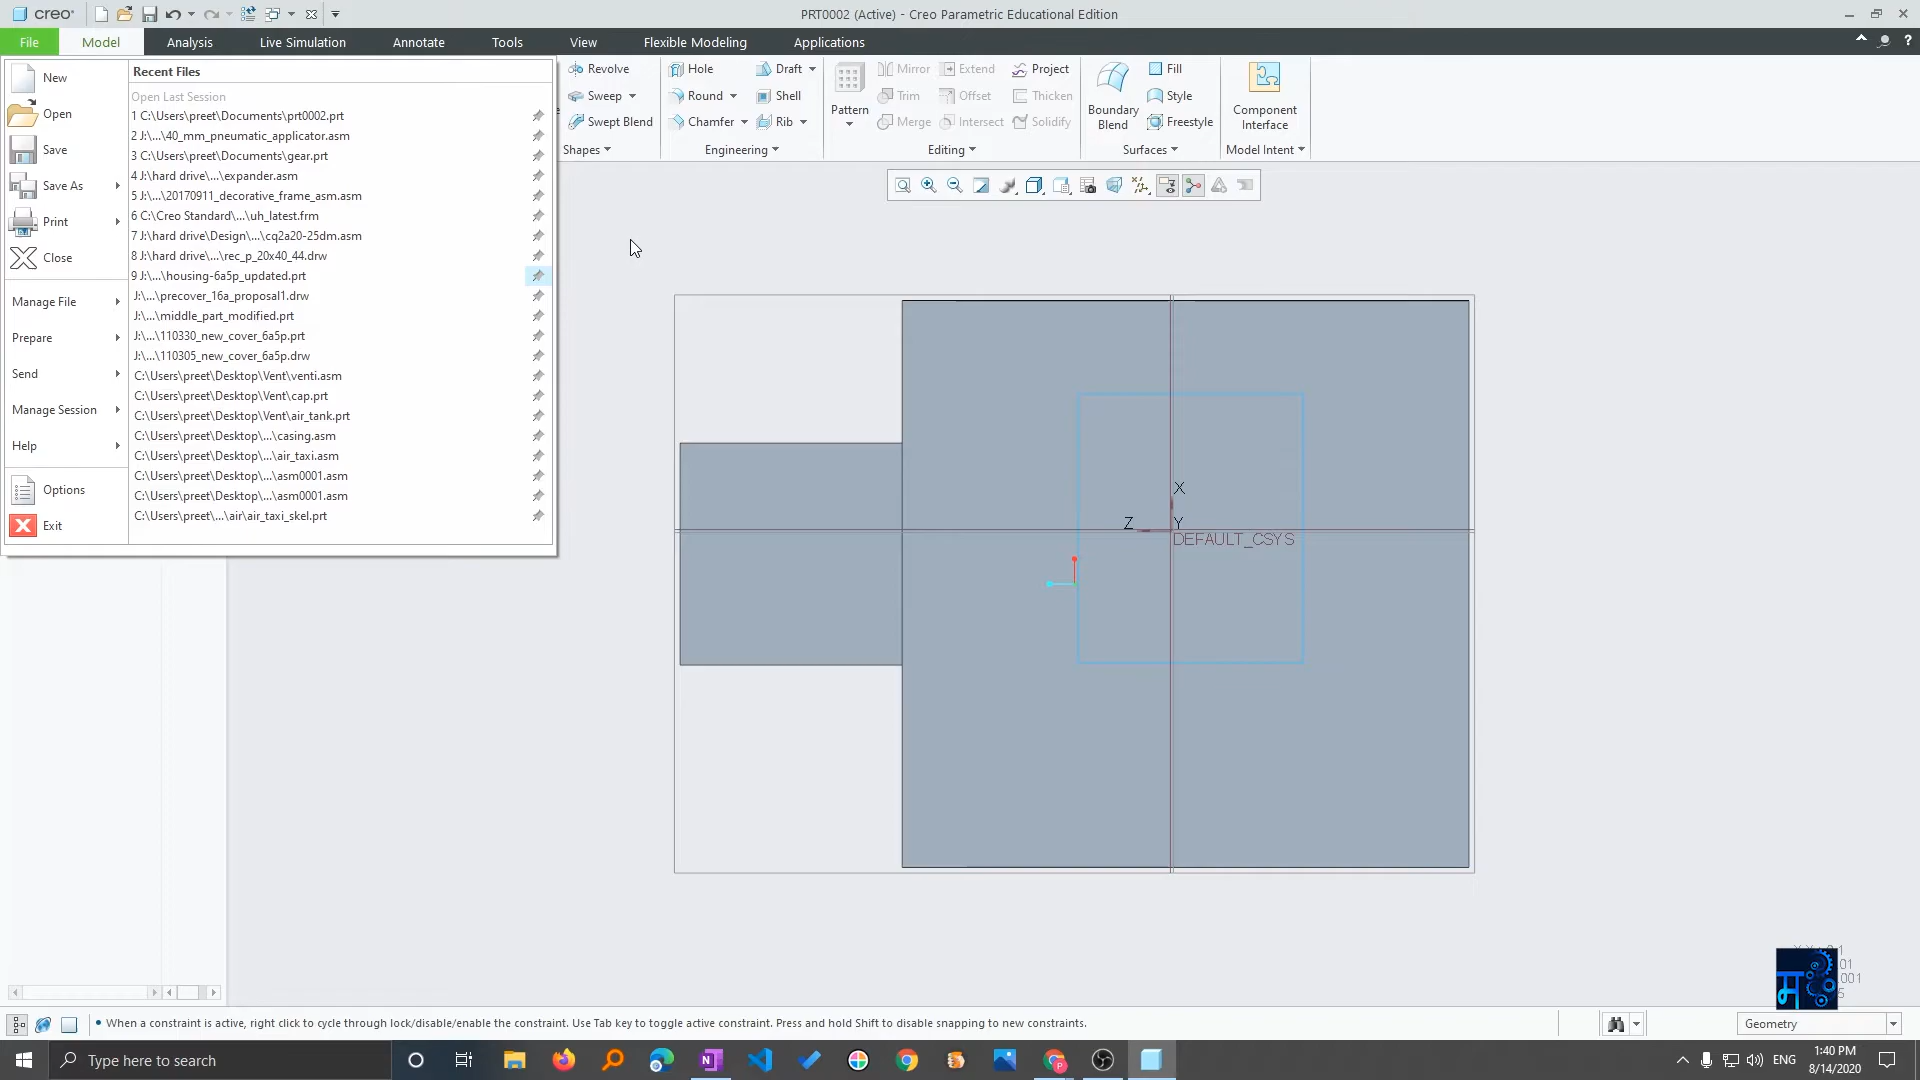 creo
PRT0002 (Active) - Creo Parametric Educational Edition
File Model Analysis Live Simulation Annotate Tools View Flexible Modeling Applications
New
Open
Save
Save As
Print
Close
Manage File
Prepare
Send
Manage Session
Help
Options
Exit
Recent Files
Open Last Session
1 C:\Users\preet\Documents\prt0002.prt
2 J:\...\40_mm_pneumatic_applicator.asm
3 C:\Users\preet\Documents\gear.prt
4 J:\hard drive\...\expander.asm
5 J:\...\20170911_decorative_frame_asm.asm
6 C:\Creo Standard\...\uh_latest.frm
7 J:\hard drive\Design\...\cq2a20-25dm.asm
8 J:\hard drive\...\rec_p_20x40_44.drw
9 J:\...\housing-6a5p_updated.prt
J:\...\precover_16a_proposal1.drw
J:\...\middle_part_modified.prt
J:\...\110330_new_cover_6a5p.prt
J:\...\110305_new_cover_6a5p.drw
C:\Users\preet\Desktop\Vent\venti.asm
C:\Users\preet\Desktop\Vent\cap.prt
C:\Users\preet\Desktop\Vent\air_tank.prt
C:\Users\preet\Desktop\...\casing.asm
C:\Users\preet\Desktop\...\air_taxi.asm
C:\Users\preet\Desktop\...\asm0001.asm
C:\Users\preet\Desktop\...\asm0001.asm
C:\Users\preet\...\air\air_taxi_skel.prt
Revolve
Sweep
Swept Blend
Shapes
Hole Draft
Round Shell
Chamfer Rib
Engineering
Pattern
Mirror Extend Project
Trim Offset Thicken
Merge Intersect Solidify
Editing
Boundary
Blend
Fill
Style
Freestyle
Surfaces
Component
Interface
Model Intent
X
Z Y
DEFAULT_CSYS
म
• When a constraint is active, right click to cycle through lock/disable/enable the constraint. Use Tab key to toggle active constraint. Press and hold Shift to disable snapping to new constraints.
Geometry
Type here to search
ENG
1:40 PM
8/14/2020